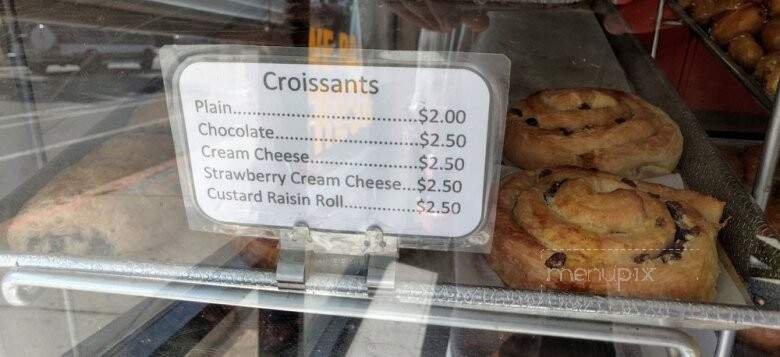 Croissants
Plain..............................$2.00
Chocolate.......................$2.50
Cream Cheese.................$2.50
Strawberry Cream Cheese...$2.50
Custard Raisin Roll.............$2.50
menupix